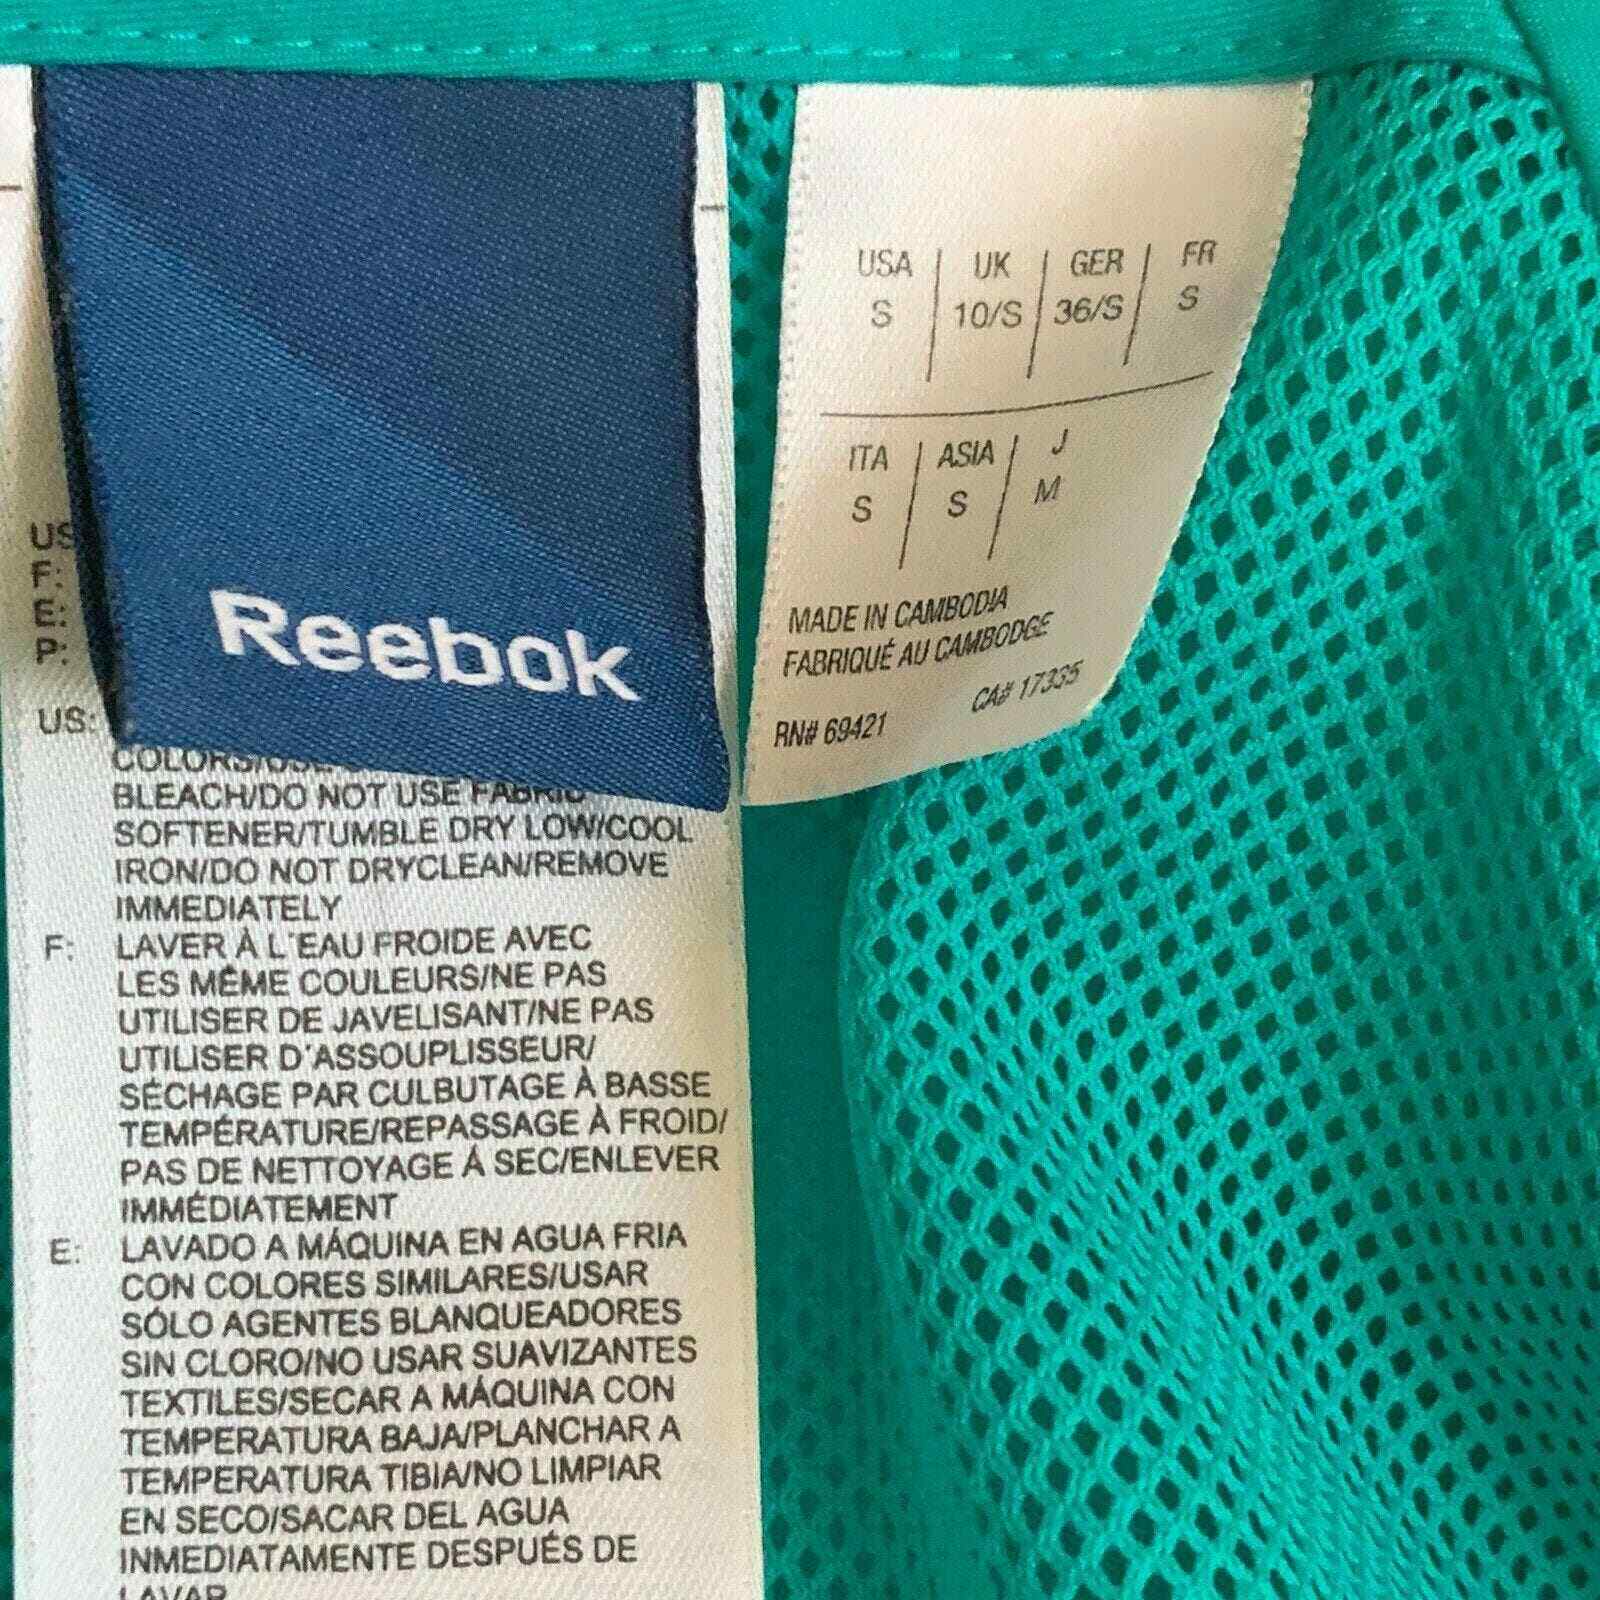 Reebok
USA UK GER FR
S 10/S 36/S S
ITA ASIA J
S S M
MADE IN CAMBODIA
FABRIQUÉ AU CAMBODGE
RN# 69421 CA# 17335
US
F:
E:
P:
US:
BLEACH/DO NOT USE FABRIC
SOFTENER/TUMBLE DRY LOW/COOL
IRON/DO NOT DRYCLEAN/REMOVE
IMMEDIATELY
F: LAVER À L'EAU FROIDE AVEC
LES MÊME COULEURS/NE PAS
UTILISER DE JAVELISANT/NE PAS
UTILISER D'ASSOUPLISSEUR/
SÉCHAGE PAR CULBUTAGE À BASSE
TEMPÉRATURE/REPASSAGE À FROID/
PAS DE NETTOYAGE À SEC/ENLEVER
IMMÉDIATEMENT
E: LAVADO A MÁQUINA EN AGUA FRIA
CON COLORES SIMILARES/USAR
SÓLO AGENTES BLANQUEADORES
SIN CLORO/NO USAR SUAVIZANTES
TEXTILES/SECAR A MÁQUINA CON
TEMPERATURA BAJA/PLANCHAR A
TEMPERATURA TIBIA/NO LIMPIAR
EN SECO/SACAR DEL AGUA
INMEDIATAMENTE DESPUÉS DE
LAVAR